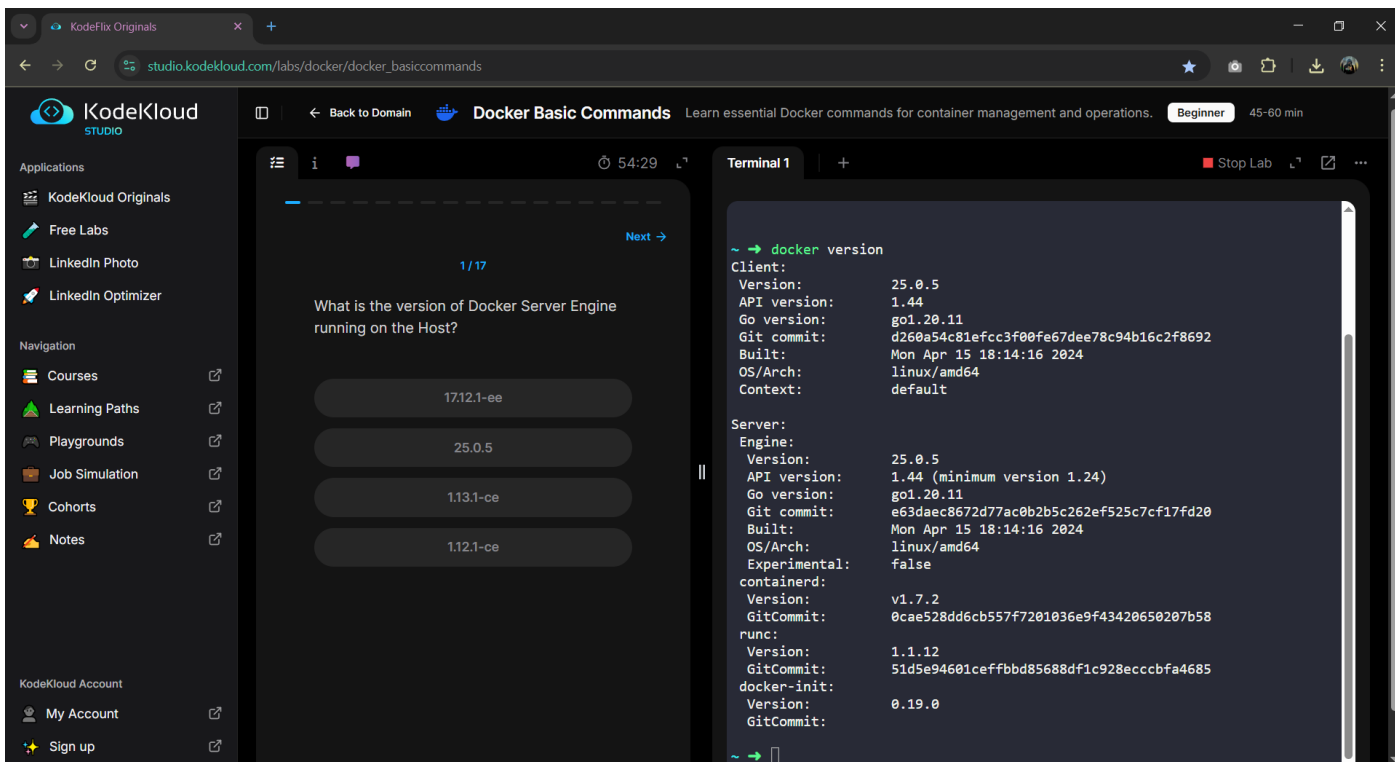 KodeFlix Originals
studio.kodekloud.com/labs/docker/docker_basiccommands
KodeKloud
STUDIO
Applications
KodeKloud Originals
Free Labs
LinkedIn Photo
LinkedIn Optimizer
Navigation
Courses
Learning Paths
Playgrounds
Job Simulation
Cohorts
Notes
KodeKloud Account
My Account
Sign up
← Back to Domain
Docker Basic Commands
Learn essential Docker commands for container management and operations.
Beginner
45-60 min
54:29
Next →
1 / 17
What is the version of Docker Server Engine
running on the Host?
17.12.1-ee
25.0.5
1.13.1-ce
1.12.1-ce
Terminal 1
Stop Lab
~ → docker version
Client:
Version: 25.0.5
API version: 1.44
Go version: go1.20.11
Git commit: d260a54c81efcc3f00fe67dee78c94b16c2f8692
Built: Mon Apr 15 18:14:16 2024
OS/Arch: linux/amd64
Context: default
Server:
Engine:
Version: 25.0.5
API version: 1.44 (minimum version 1.24)
Go version: go1.20.11
Git commit: e63daec8672d77ac0b2b5c262ef525c7cf17fd20
Built: Mon Apr 15 18:14:16 2024
OS/Arch: linux/amd64
Experimental: false
containerd:
Version: v1.7.2
GitCommit: 0cae528dd6cb557f7201036e9f43420650207b58
runc:
Version: 1.1.12
GitCommit: 51d5e94601ceffbbd85688df1c928ecccbfa4685
docker-init:
Version: 0.19.0
GitCommit:
~ →